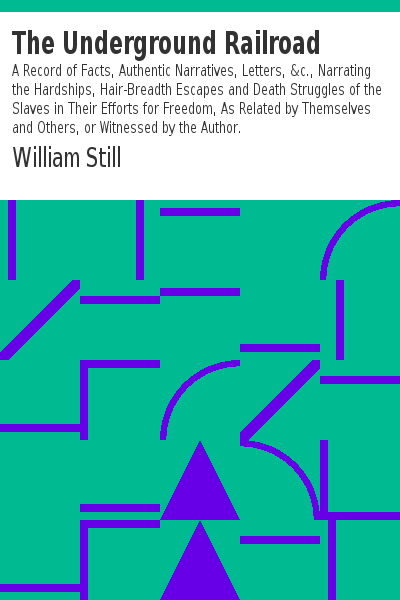 The Underground Railroad
A Record of Facts, Authentic Narratives, Letters, &c., Narrating
the Hardships, Hair-Breadth Escapes and Death Struggles of the
Slaves in Their Efforts for Freedom, As Related by Themselves
and Others, or Witnessed by the Author.
William Still